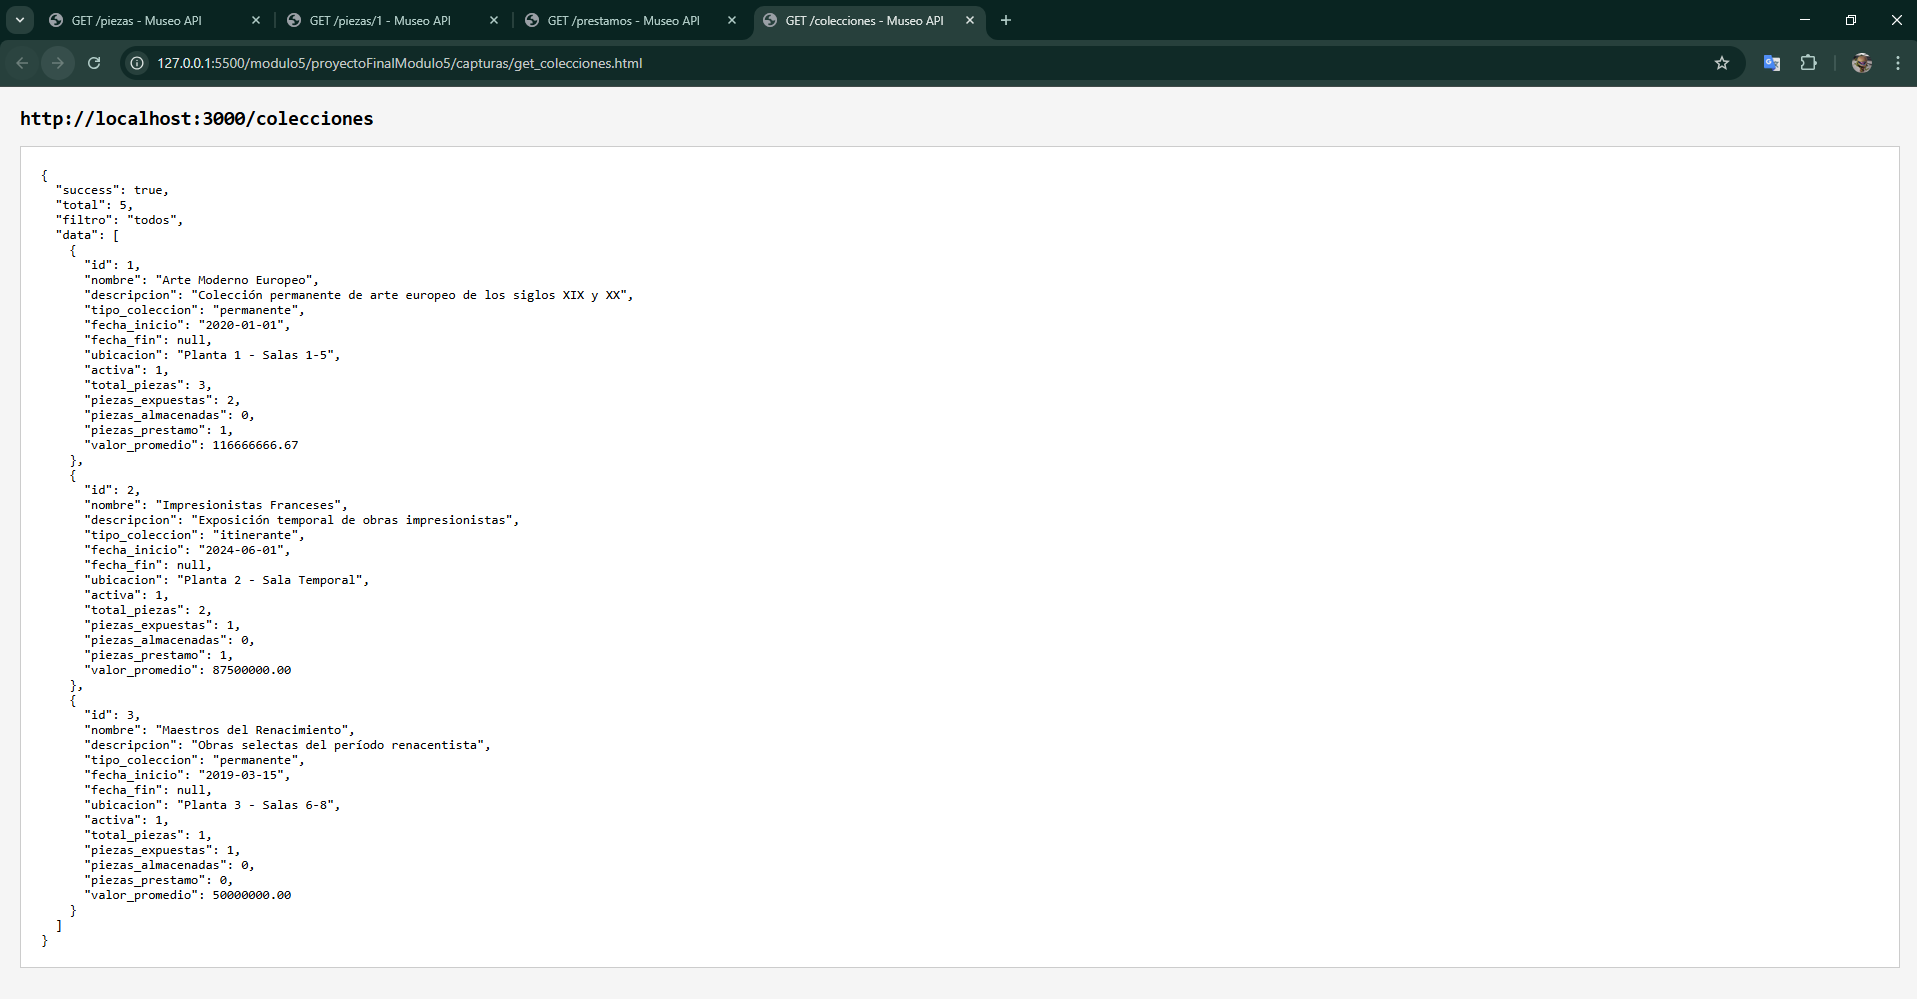 GET /piezas - Museo API
GET /piezas/1 - Museo API
GET /prestamos - Museo API
GET /colecciones - Museo API
127.0.0.1:5500/modulo5/proyectoFinalModulo5/capturas/get_colecciones.html
http://localhost:3000/colecciones
{
"success": true,
"total": 5,
"filtro": "todos",
"data": [
{
"id": 1,
"nombre": "Arte Moderno Europeo",
"descripcion": "Colección permanente de arte europeo de los siglos XIX y XX",
"tipo_coleccion": "permanente",
"fecha_inicio": "2020-01-01",
"fecha_fin": null,
"ubicacion": "Planta 1 - Salas 1-5",
"activa": 1,
"total_piezas": 3,
"piezas_expuestas": 2,
"piezas_almacenadas": 0,
"piezas_prestamo": 1,
"valor_promedio": 116666666.67
},
{
"id": 2,
"nombre": "Impresionistas Franceses",
"descripcion": "Exposición temporal de obras impresionistas",
"tipo_coleccion": "itinerante",
"fecha_inicio": "2024-06-01",
"fecha_fin": null,
"ubicacion": "Planta 2 - Sala Temporal",
"activa": 1,
"total_piezas": 2,
"piezas_expuestas": 1,
"piezas_almacenadas": 0,
"piezas_prestamo": 1,
"valor_promedio": 87500000.00
},
{
"id": 3,
"nombre": "Maestros del Renacimiento",
"descripcion": "Obras selectas del período renacentista",
"tipo_coleccion": "permanente",
"fecha_inicio": "2019-03-15",
"fecha_fin": null,
"ubicacion": "Planta 3 - Salas 6-8",
"activa": 1,
"total_piezas": 1,
"piezas_expuestas": 1,
"piezas_almacenadas": 0,
"piezas_prestamo": 0,
"valor_promedio": 50000000.00
}
]
}